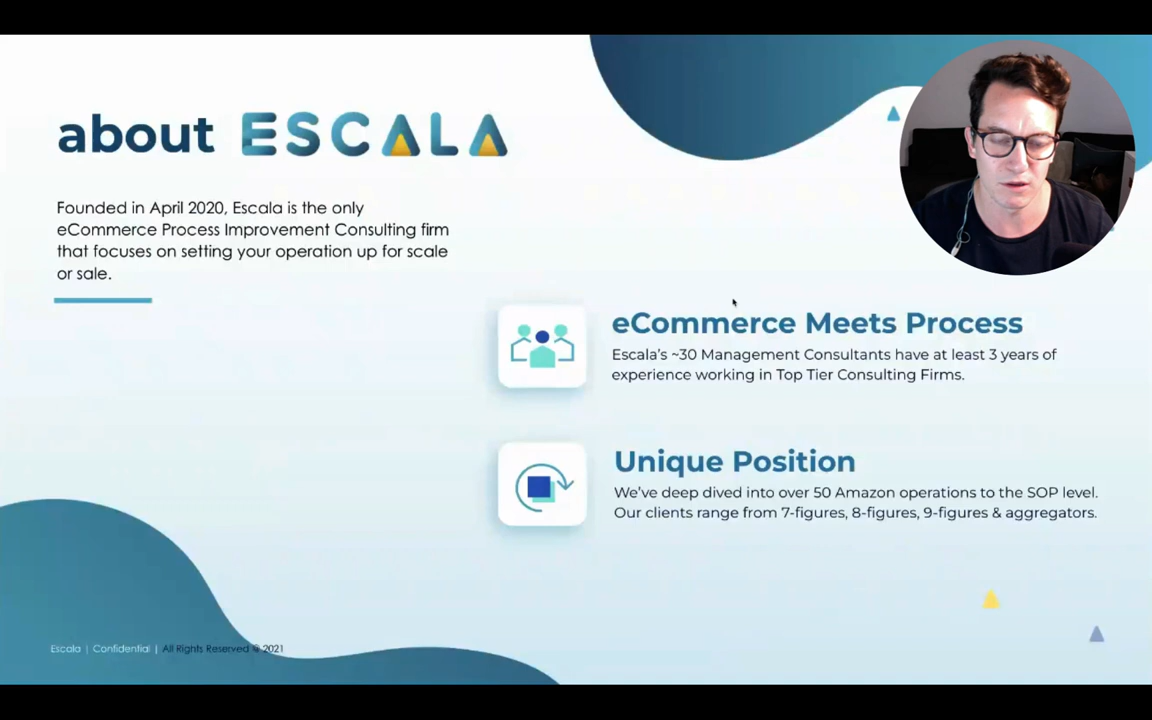 about ESCALA
Founded in April 2020, Escala is the only
eCommerce Process Improvement Consulting firm
that focuses on setting your operation up for scale
or sale.
eCommerce Meets Process
Escala's ~30 Management Consultants have at least 3 years of
experience working in Top Tier Consulting Firms.
Unique Position
We've deep dived into over 50 Amazon operations to the SOP level.
Our clients range from 7-figures, 8-figures, 9-figures & aggregators.
Escala | Confidential | All Rights Reserved © 2021